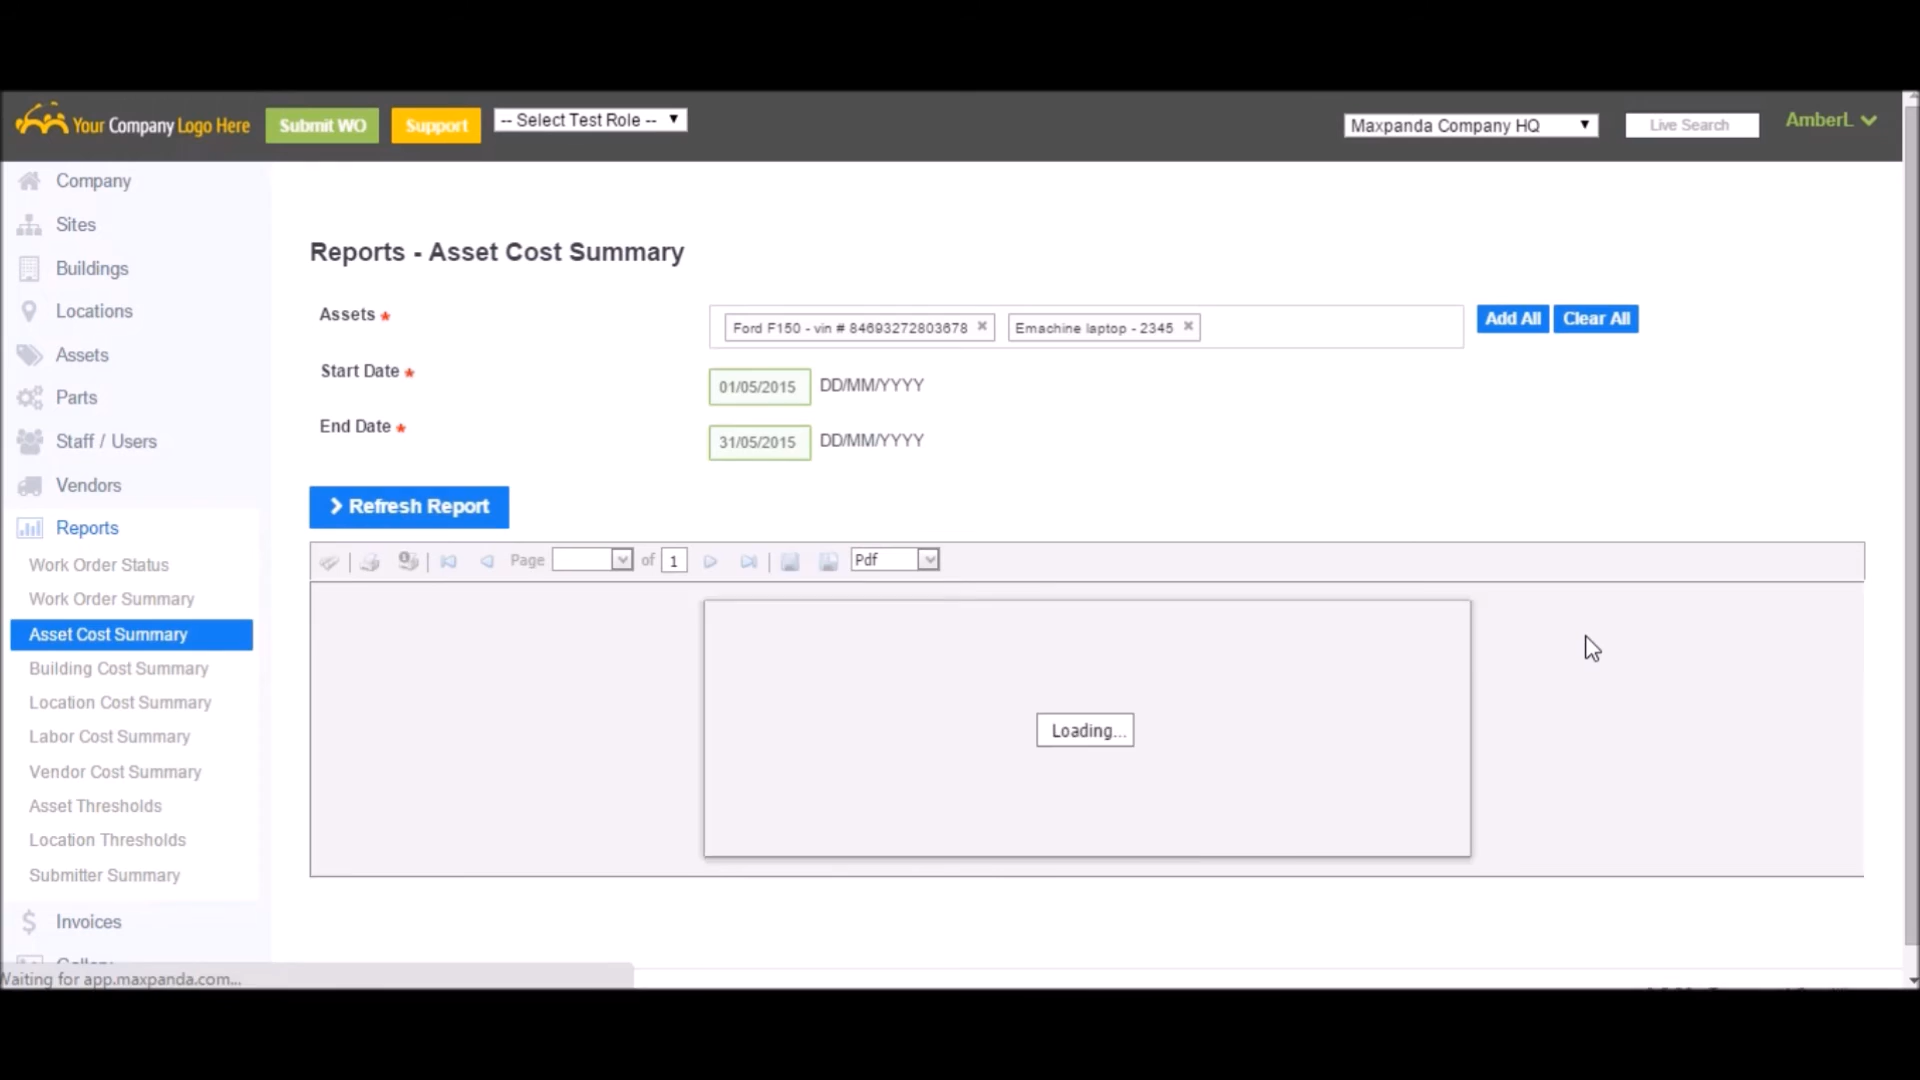 Your Company Logo Here
Submit WO
Support
-- Select Test Role --
Maxpanda Company HQ
Live Search
AmberL
Company
Sites
Buildings
Locations
Assets
Parts
Staff / Users
Vendors
Reports
Work Order Status
Work Order Summary
Asset Cost Summary
Building Cost Summary
Location Cost Summary
Labor Cost Summary
Vendor Cost Summary
Asset Thresholds
Location Thresholds
Submitter Summary
Invoices
Waiting for app.maxpanda.com...
Reports - Asset Cost Summary
Assets *
Ford F150 - vin # 84693272803678
Emachine laptop - 2345
Add All
Clear All
Start Date *
01/05/2015 DD/MM/YYYY
End Date *
31/05/2015 DD/MM/YYYY
Refresh Report
Page of 1 Pdf
Loading...